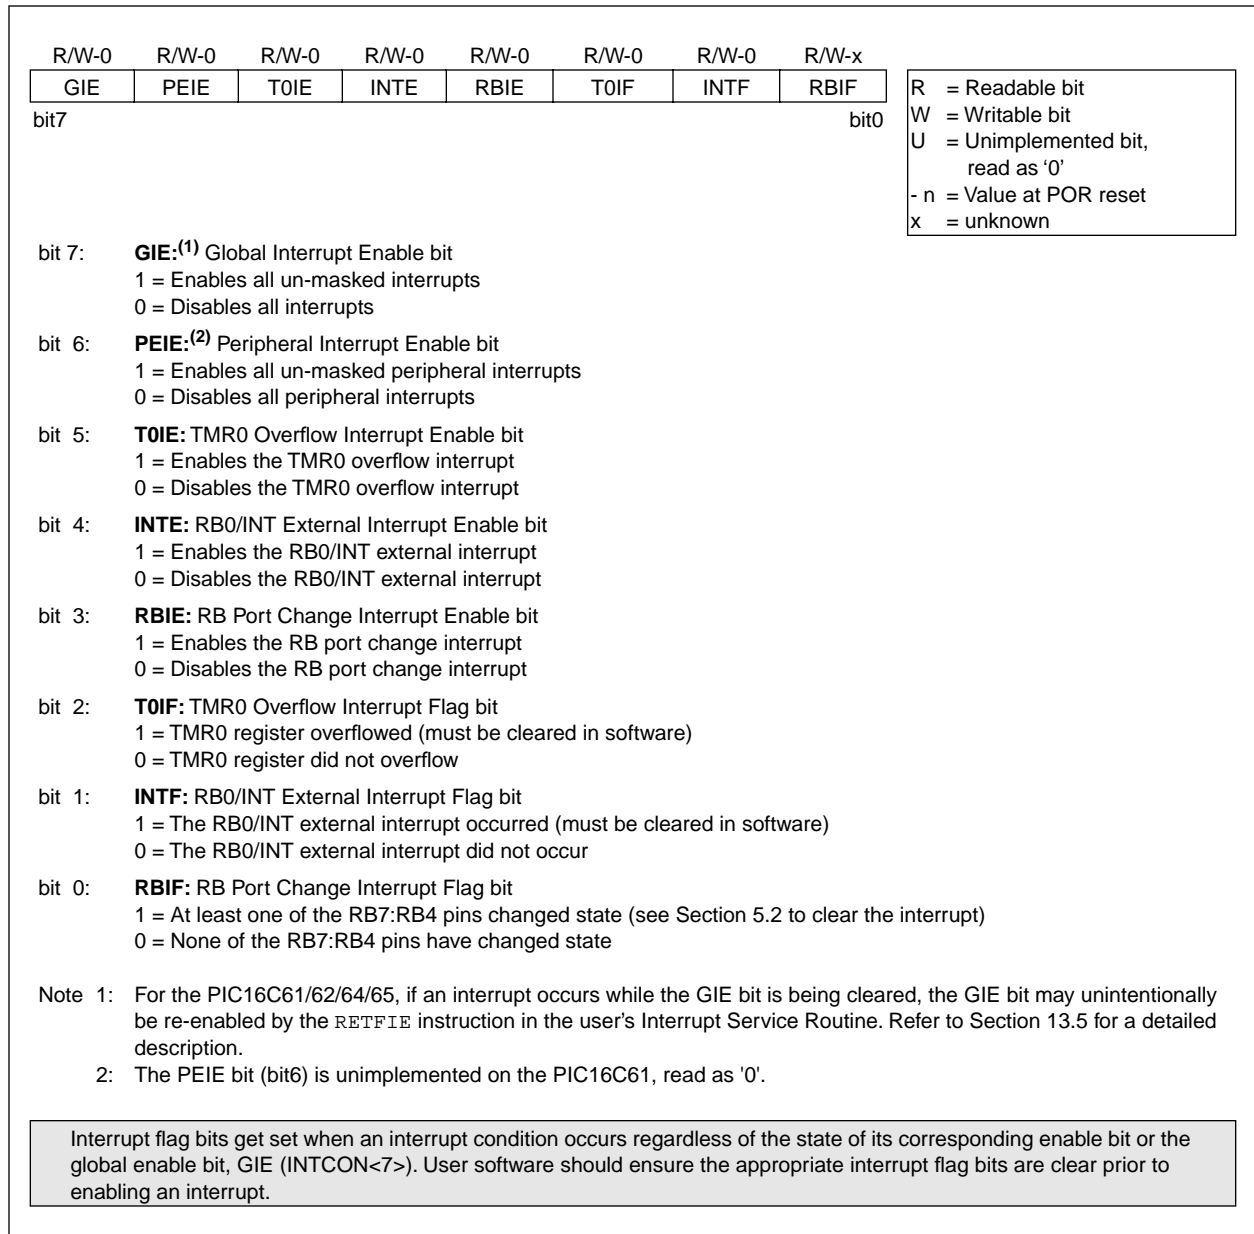 R/W-0 R/W-0 R/W-0 R/W-0 R/W-0 R/W-0 R/W-0 R/W-x
GIE PEIE T0IE INTE RBIE T0IF INTF RBIF
bit7 bit0
R = Readable bit
W = Writable bit
U = Unimplemented bit,
read as ‘0’
- n = Value at POR reset
x = unknown
bit 7: GIE:(1) Global Interrupt Enable bit
1 = Enables all un-masked interrupts
0 = Disables all interrupts
bit 6: PEIE:(2) Peripheral Interrupt Enable bit
1 = Enables all un-masked peripheral interrupts
0 = Disables all peripheral interrupts
bit 5: T0IE: TMR0 Overflow Interrupt Enable bit
1 = Enables the TMR0 overflow interrupt
0 = Disables the TMR0 overflow interrupt
bit 4: INTE: RB0/INT External Interrupt Enable bit
1 = Enables the RB0/INT external interrupt
0 = Disables the RB0/INT external interrupt
bit 3: RBIE: RB Port Change Interrupt Enable bit
1 = Enables the RB port change interrupt
0 = Disables the RB port change interrupt
bit 2: T0IF: TMR0 Overflow Interrupt Flag bit
1 = TMR0 register overflowed (must be cleared in software)
0 = TMR0 register did not overflow
bit 1: INTF: RB0/INT External Interrupt Flag bit
1 = The RB0/INT external interrupt occurred (must be cleared in software)
0 = The RB0/INT external interrupt did not occur
bit 0: RBIF: RB Port Change Interrupt Flag bit
1 = At least one of the RB7:RB4 pins changed state (see Section 5.2 to clear the interrupt)
0 = None of the RB7:RB4 pins have changed state
Note 1: For the PIC16C61/62/64/65, if an interrupt occurs while the GIE bit is being cleared, the GIE bit may unintentionally
be re-enabled by the RETFIE instruction in the user's Interrupt Service Routine. Refer to Section 13.5 for a detailed
description.
2: The PEIE bit (bit6) is unimplemented on the PIC16C61, read as '0'.
Interrupt flag bits get set when an interrupt condition occurs regardless of the state of its corresponding enable bit or the
global enable bit, GIE (INTCON<7>). User software should ensure the appropriate interrupt flag bits are clear prior to
enabling an interrupt.